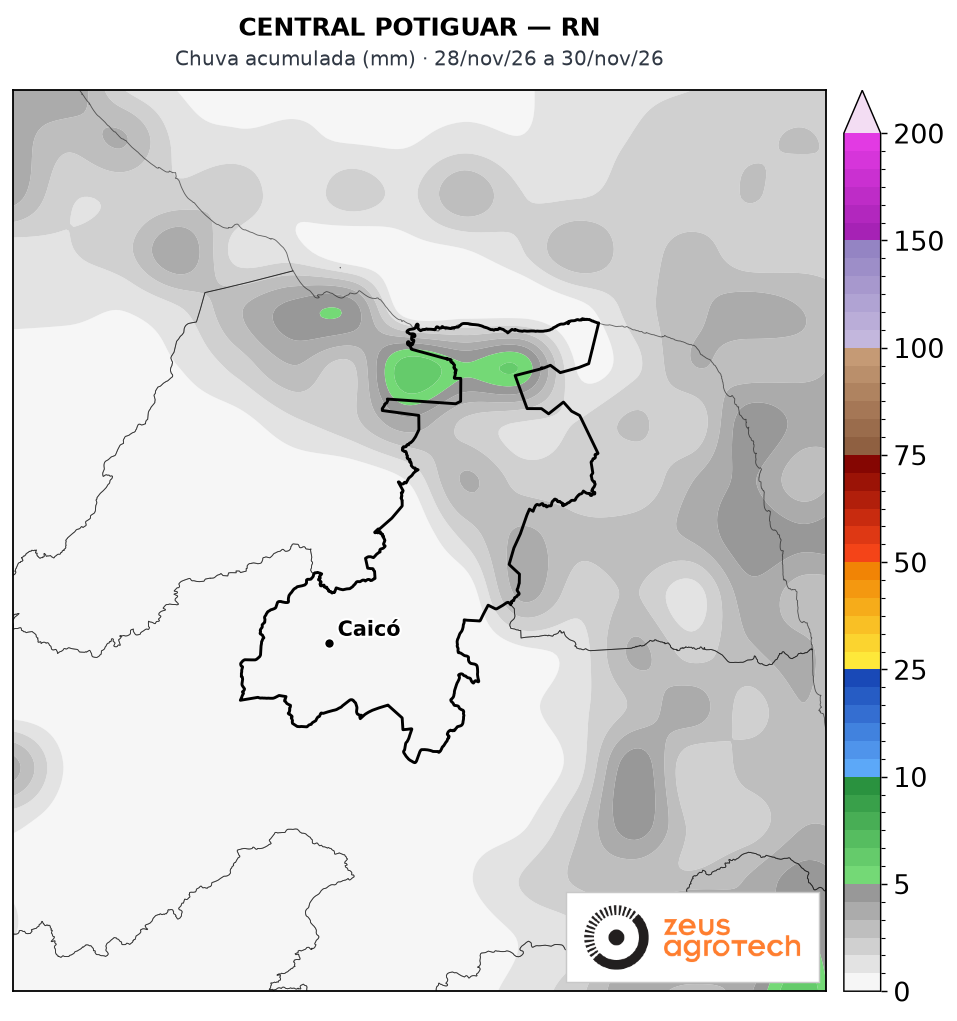 CENTRAL POTIGUAR — RN
Chuva acumulada (mm) · 28/nov/26 a 30/nov/26
200
150
100
75
50
25
10
5
0
Caicó
zeus
agrotech